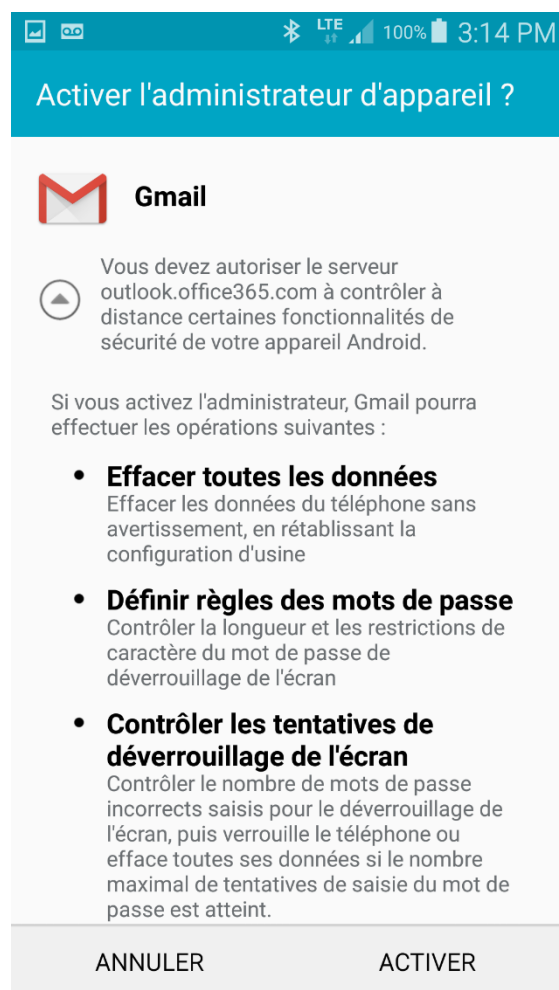 LTE 100% 3:14 PM
Activer l'administrateur d'appareil ?
Gmail
Vous devez autoriser le serveur
outlook.office365.com à contrôler à
distance certaines fonctionnalités de
sécurité de votre appareil Android.
Si vous activez l'administrateur, Gmail pourra
effectuer les opérations suivantes :
• Effacer toutes les données
Effacer les données du téléphone sans
avertissement, en rétablissant la
configuration d'usine
• Définir règles des mots de passe
Contrôler la longueur et les restrictions de
caractère du mot de passe de
déverrouillage de l'écran
• Contrôler les tentatives de
déverrouillage de l'écran
Contrôler le nombre de mots de passe
incorrects saisis pour le déverrouillage de
l'écran, puis verrouille le téléphone ou
efface toutes ses données si le nombre
maximal de tentatives de saisie du mot de
passe est atteint.
ANNULER ACTIVER